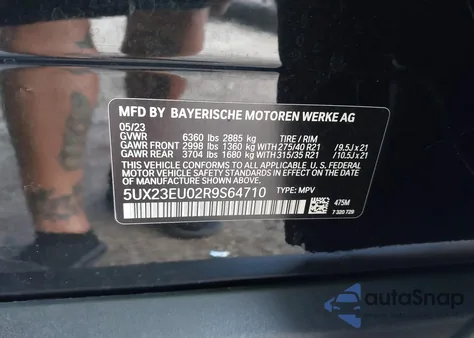 MFD BY BAYERISCHE MOTOREN WERKE AG
05/23
GVWR 6360 lbs 2885 kg TIRE / RIM
GAWR FRONT 2998 lbs 1360 kg WITH 275/40 R21 /9,5J x 21
GAWR REAR 3704 lbs 1680 kg WITH 315/35 R21 /10,5J x 21
THIS VEHICLE CONFORMS TO ALL APPLICABLE U.S. FEDERAL
MOTOR VEHICLE SAFETY STANDARDS IN EFFECT ON THE
DATE OF MANUFACTURE SHOWN ABOVE.
5UX23EU02R9S64710 TYPE: MPV
475M
7 320 729
autoSnap